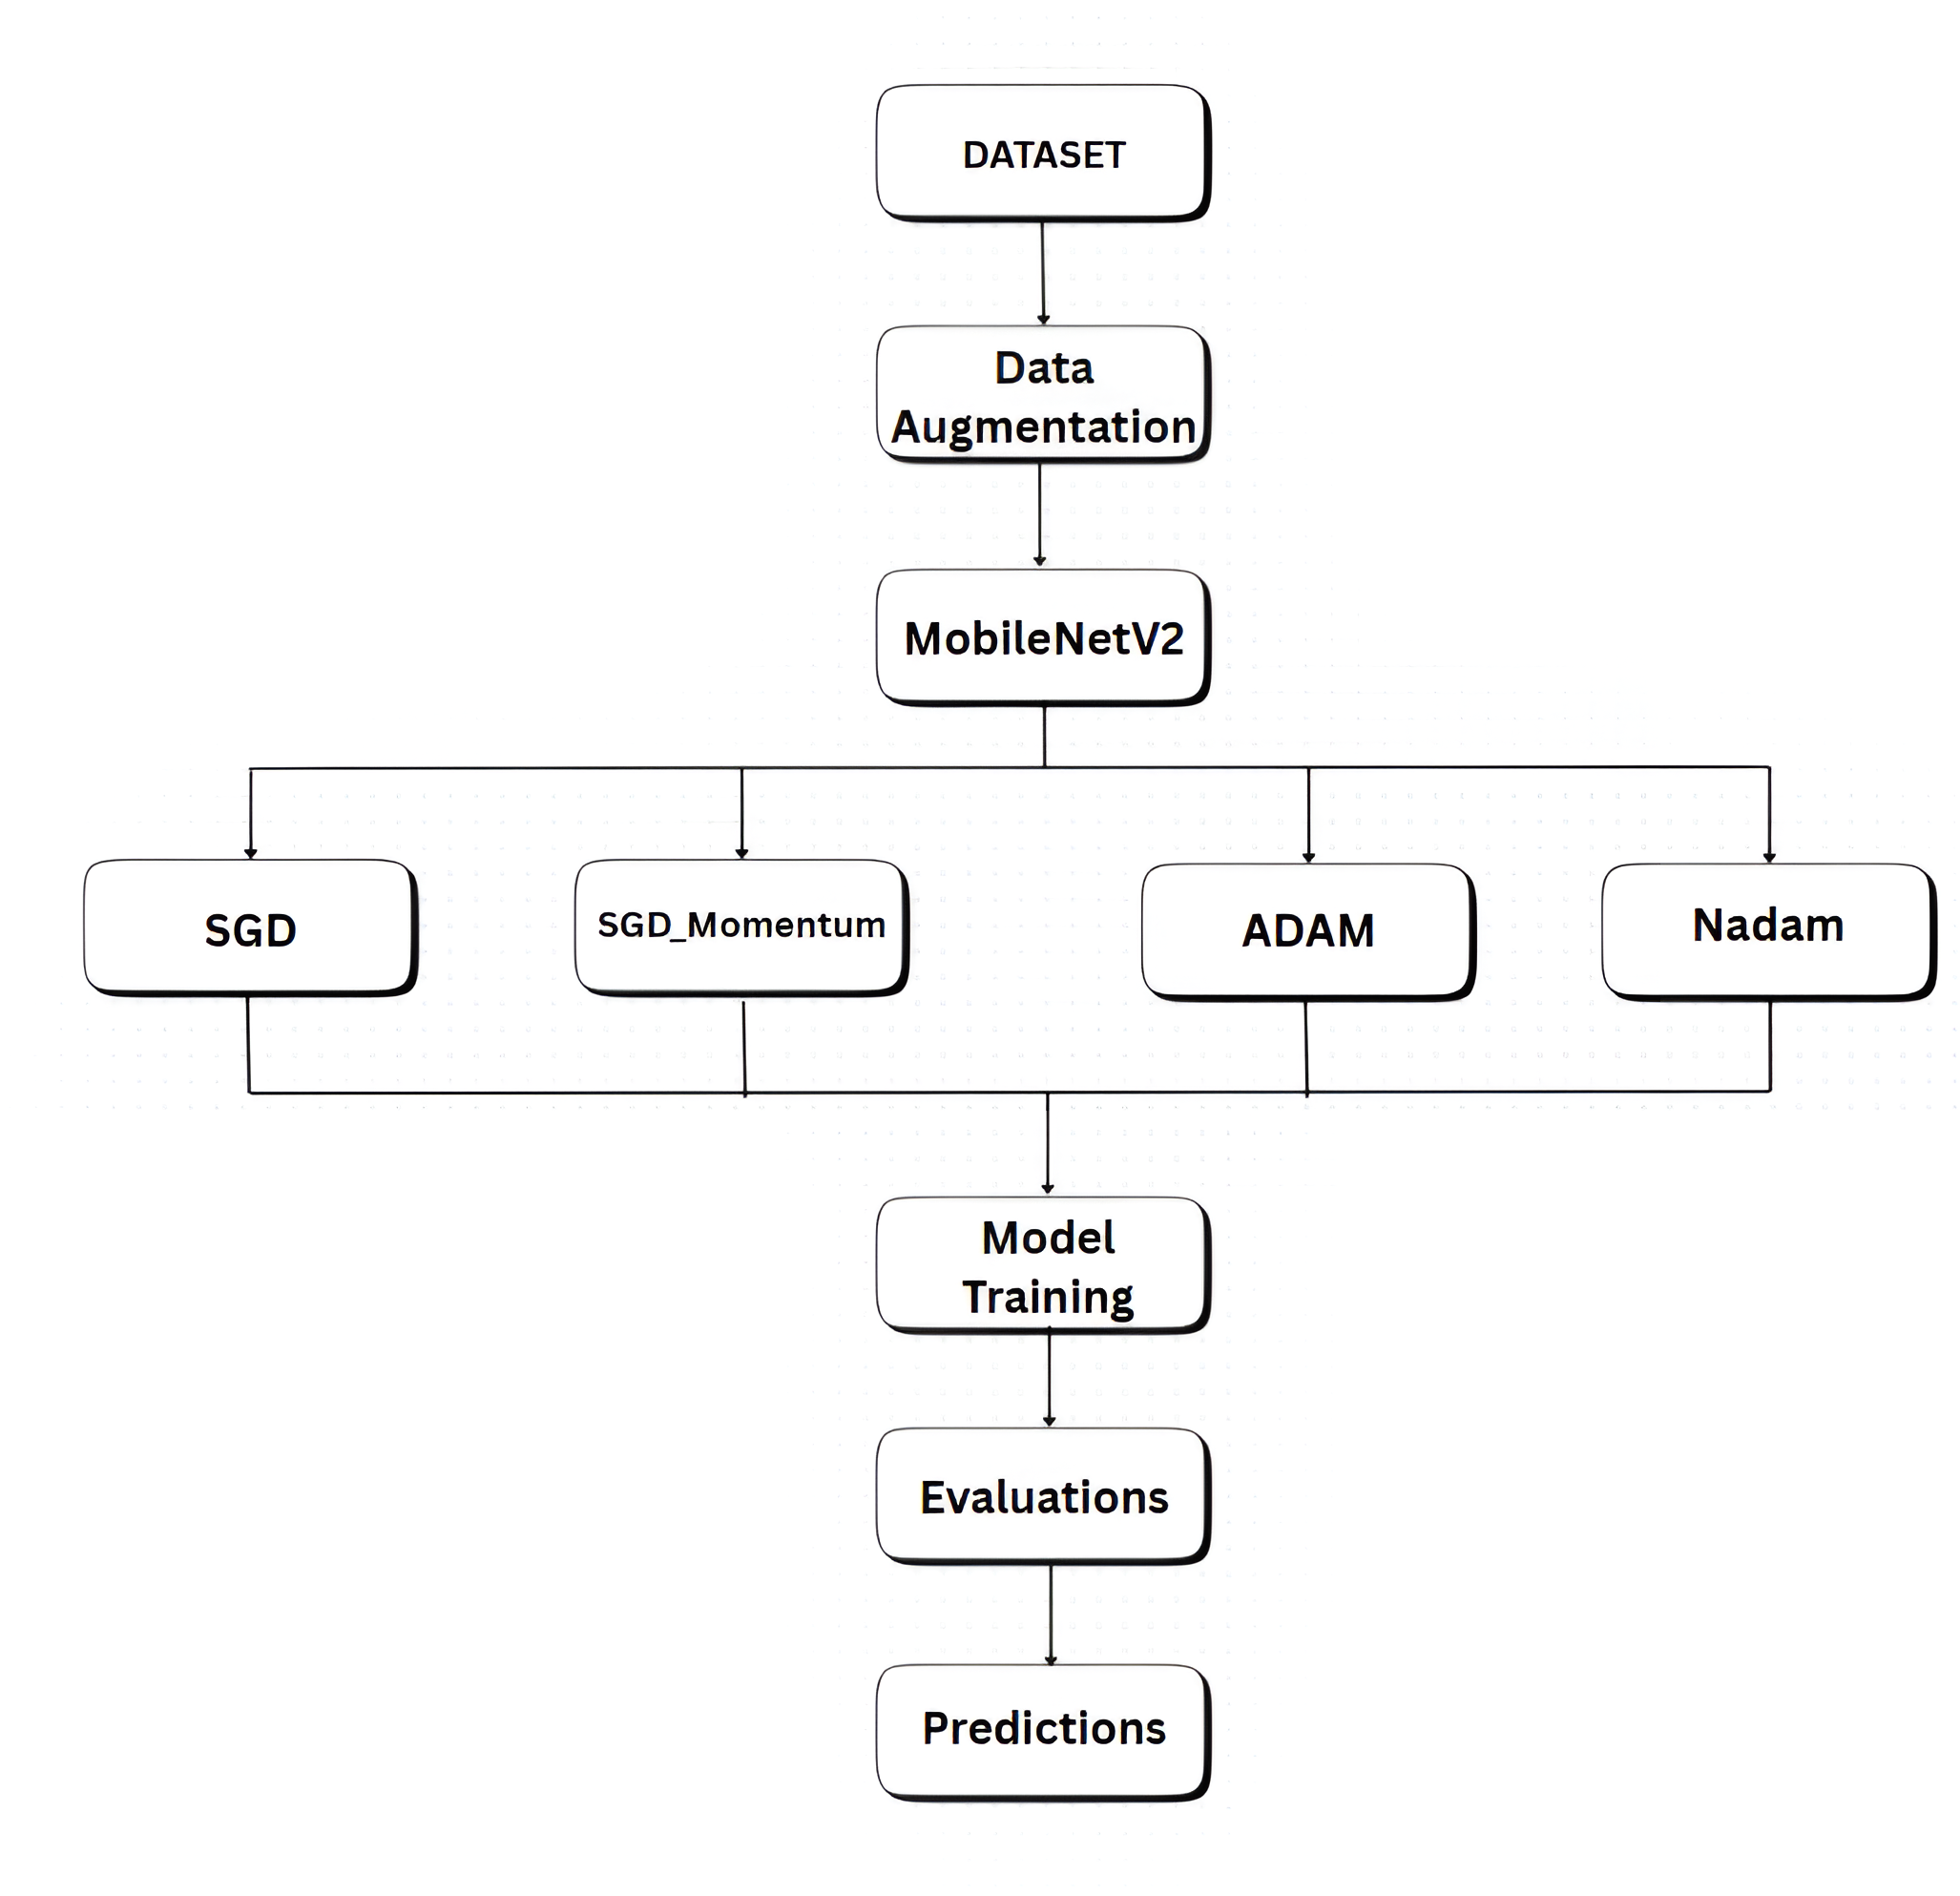 DATASET
Data
Augmentation
MobileNetV2
SGD
SGD_Momentum
ADAM
Nadam
Model
Training
Evaluations
Predictions